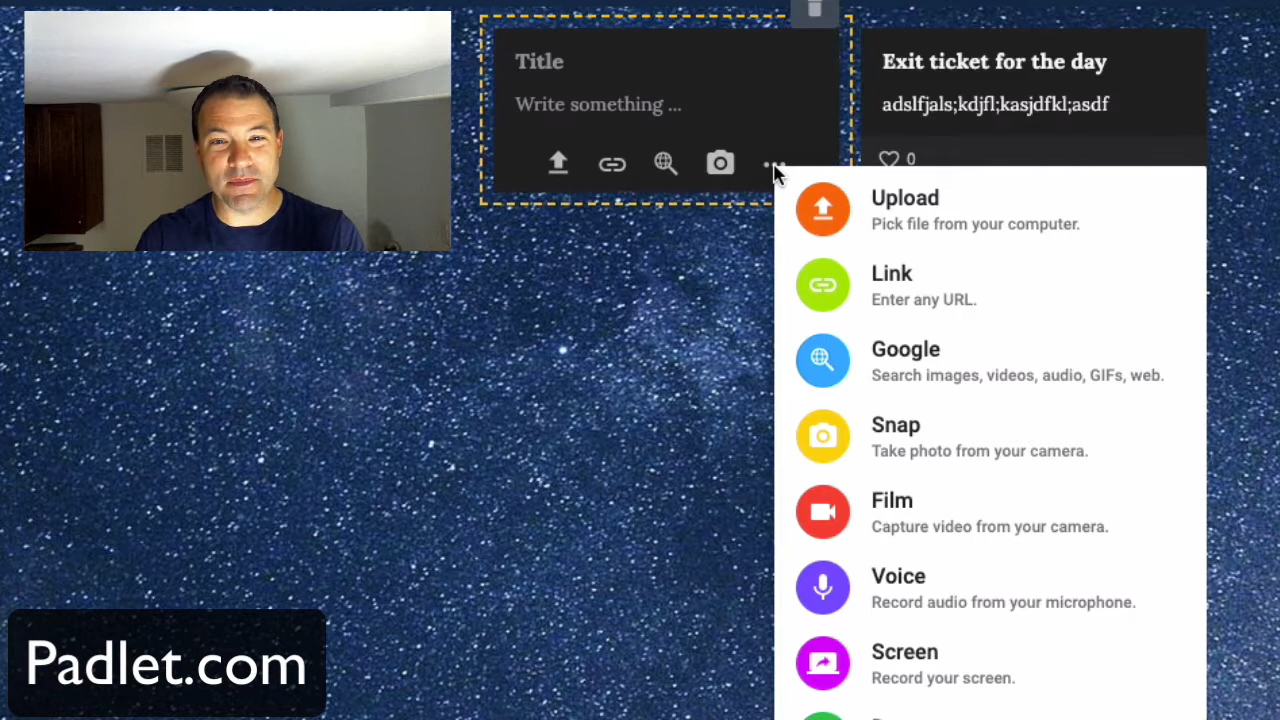 Title
Write something ...
Exit ticket for the day
adslfjals;kdjfl;kasjdfkl;asdf
0
Upload
Pick file from your computer.
Link
Enter any URL.
Google
Search images, videos, audio, GIFs, web.
Snap
Take photo from your camera.
Film
Capture video from your camera.
Voice
Record audio from your microphone.
Screen
Record your screen.
Padlet.com